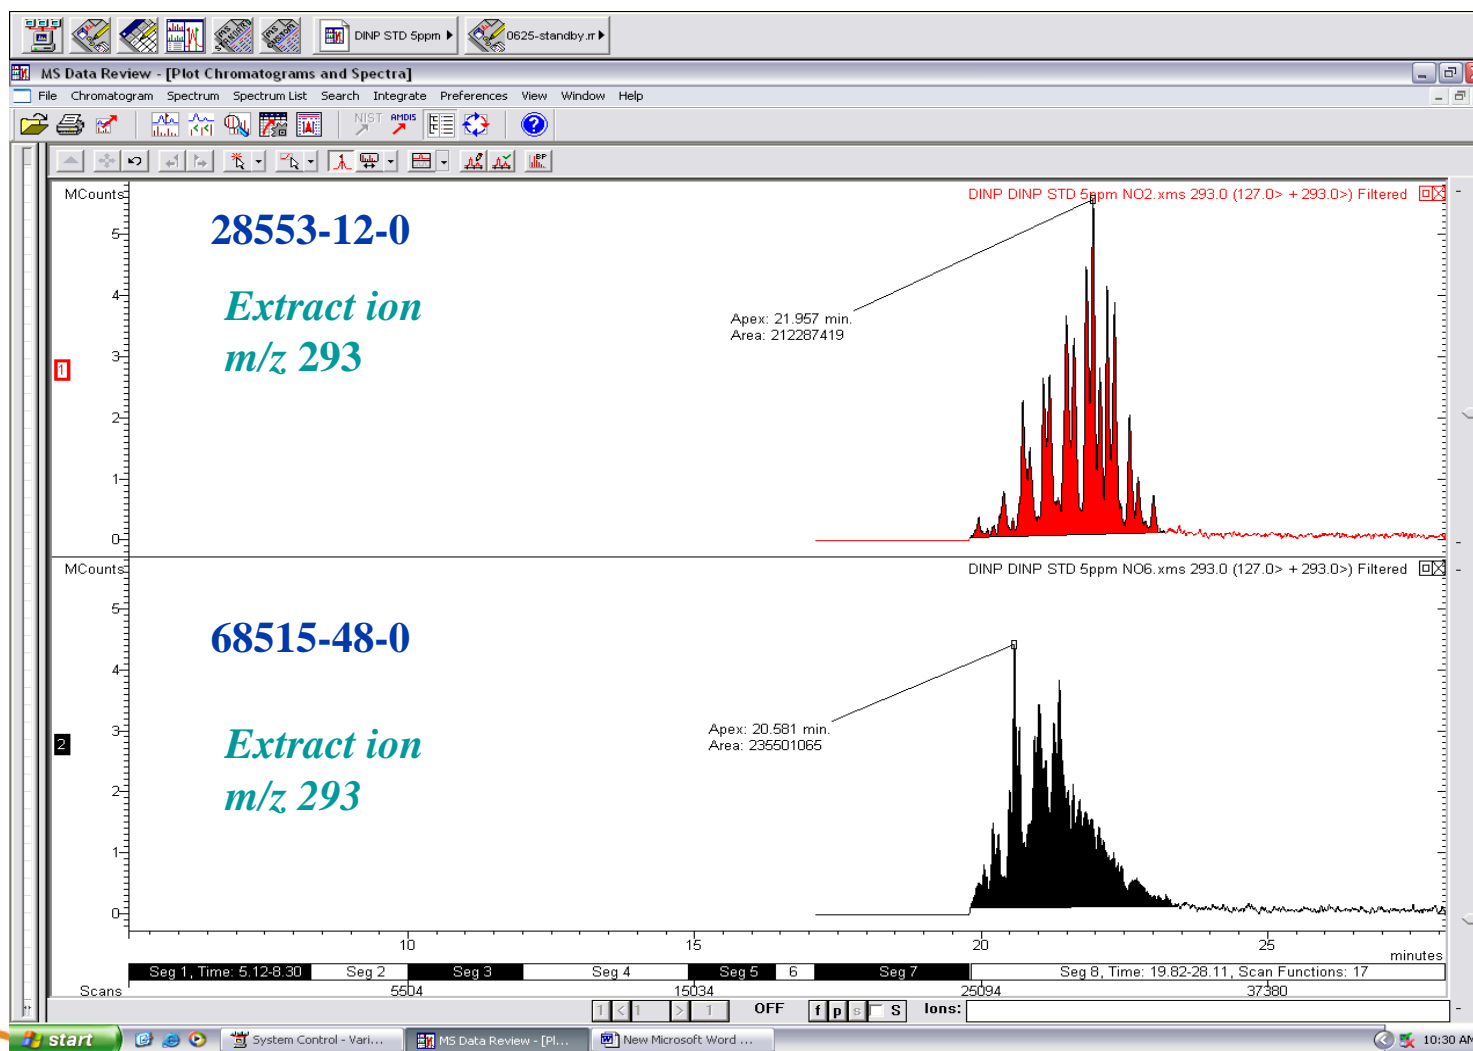 DINP STD 5ppm
0625-standby.rr
MS Data Review - [Plot Chromatograms and Spectra]
File Chromatogram Spectrum Spectrum List Search Integrate Preferences View Window Help
NIST AMDIS
BP
MCounts
DINP DINP STD 5ppm NO2.xms 293.0 (127.0> + 293.0>) Filtered
28553-12-0
5
Extract ion
4
Apex: 21.957 min.
Area: 212287419
m/z 293
3
1
2
1
0
MCounts
DINP DINP STD 5ppm NO6.xms 293.0 (127.0> + 293.0>) Filtered
5
68515-48-0
4
Apex: 20.581 min.
3
Extract ion
Area: 235501065
2
m/z 293
2
1
0
10 15 20 25
minutes
Seg 1, Time: 5.12-8.30 Seg 2 Seg 3 Seg 4 Seg 5 6 Seg 7 Seg 8, Time: 19.82-28.11, Scan Functions: 17
Scans 5504 15034 25094 37380
1 < 1 > 1 OFF f p s S Ions:
start System Control - Vari... MS Data Review - [Pl... New Microsoft Word ... 10:30 AM